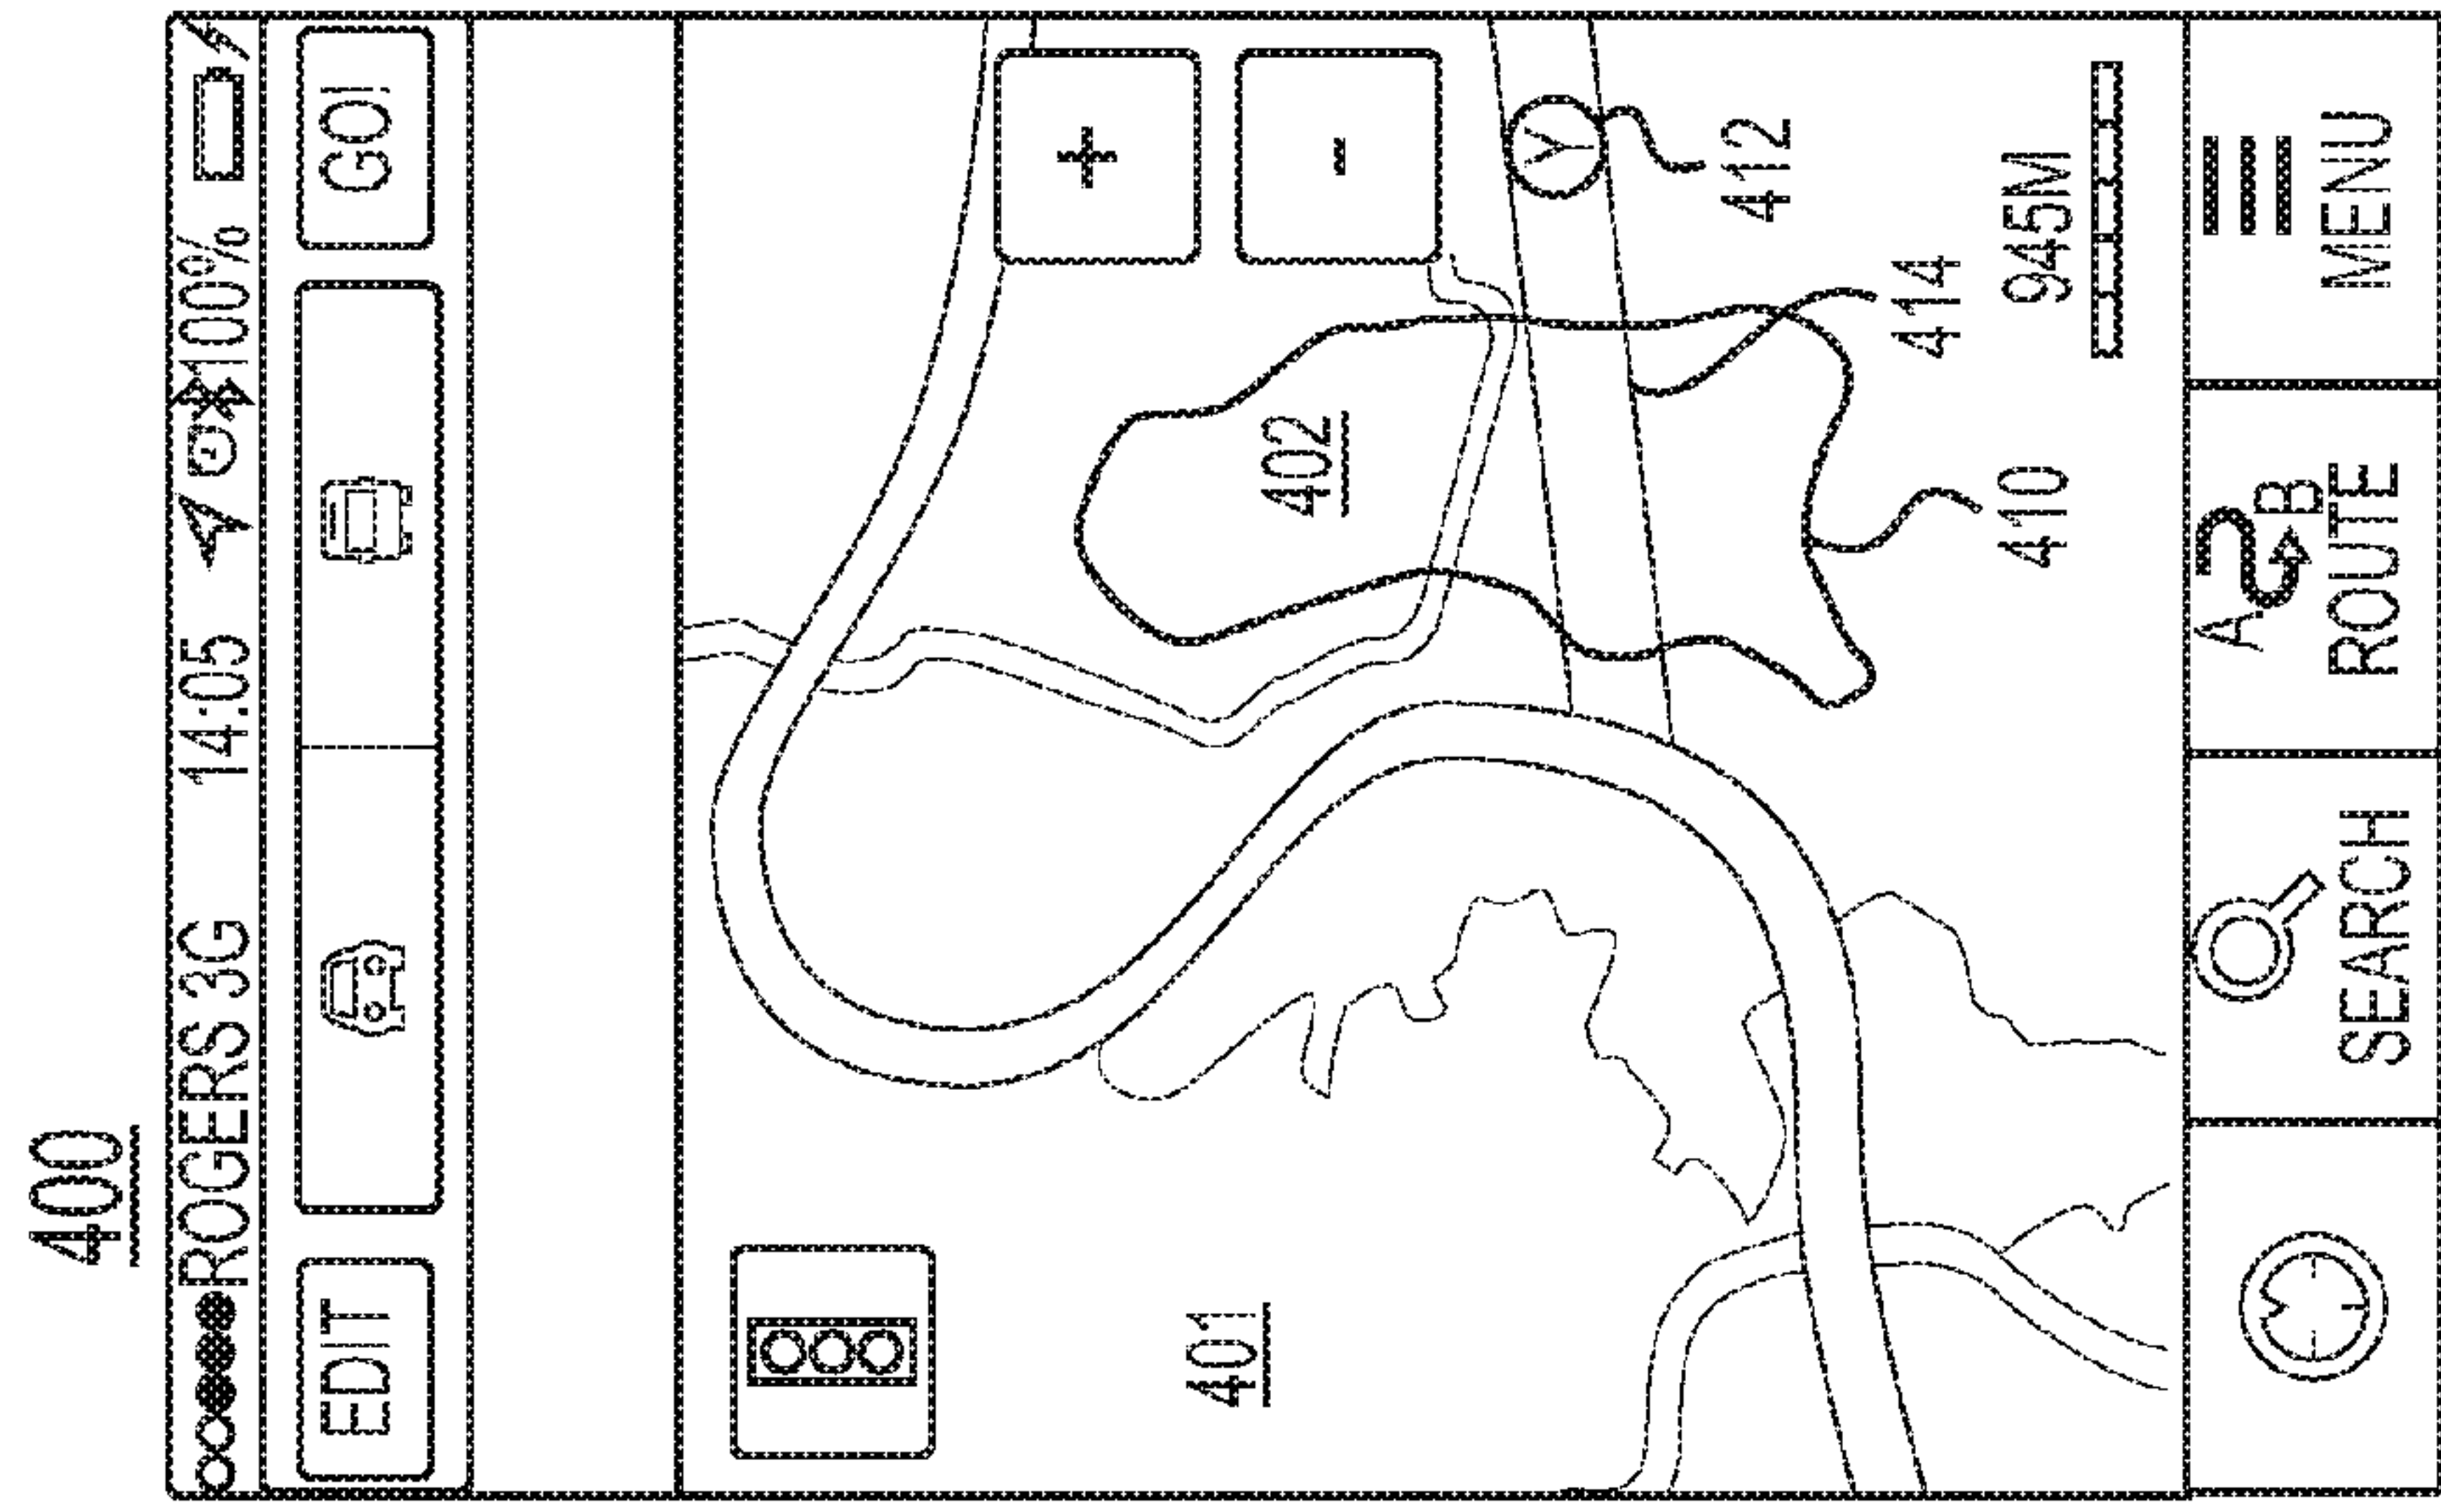 400
ROGERS 3G 14:05 100%
EDIT GO!
+
-
401
402
Y
412
414
410
945M
A B
SEARCH ROUTE MENU